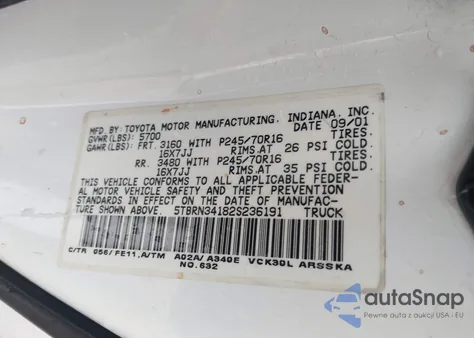 MFD. BY: TOYOTA MOTOR MANUFACTURING, INDIANA, INC.
GVWR(LBS): 5700 DATE 09/01
GAWR(LBS): FRT. 3160 WITH P245/70R16 TIRES.
16X7JJ RIMS.AT 26 PSI COLD.
RR. 3480 WITH P245/70R16 TIRES.
16X7JJ RIMS.AT 35 PSI COLD.
THIS VEHICLE CONFORMS TO ALL APPLICABLE FEDER-
AL MOTOR VEHICLE SAFETY AND THEFT PREVENTION
STANDARDS IN EFFECT ON THE DATE OF MANUFAC-
TURE SHOWN ABOVE. 5TBRN34182S236191 TRUCK
C/TR 056/FE11,A/TM A02A/A340E VCK30L ARSSKA
NO.632
autoSnap
Pewne auta z aukcji w USA